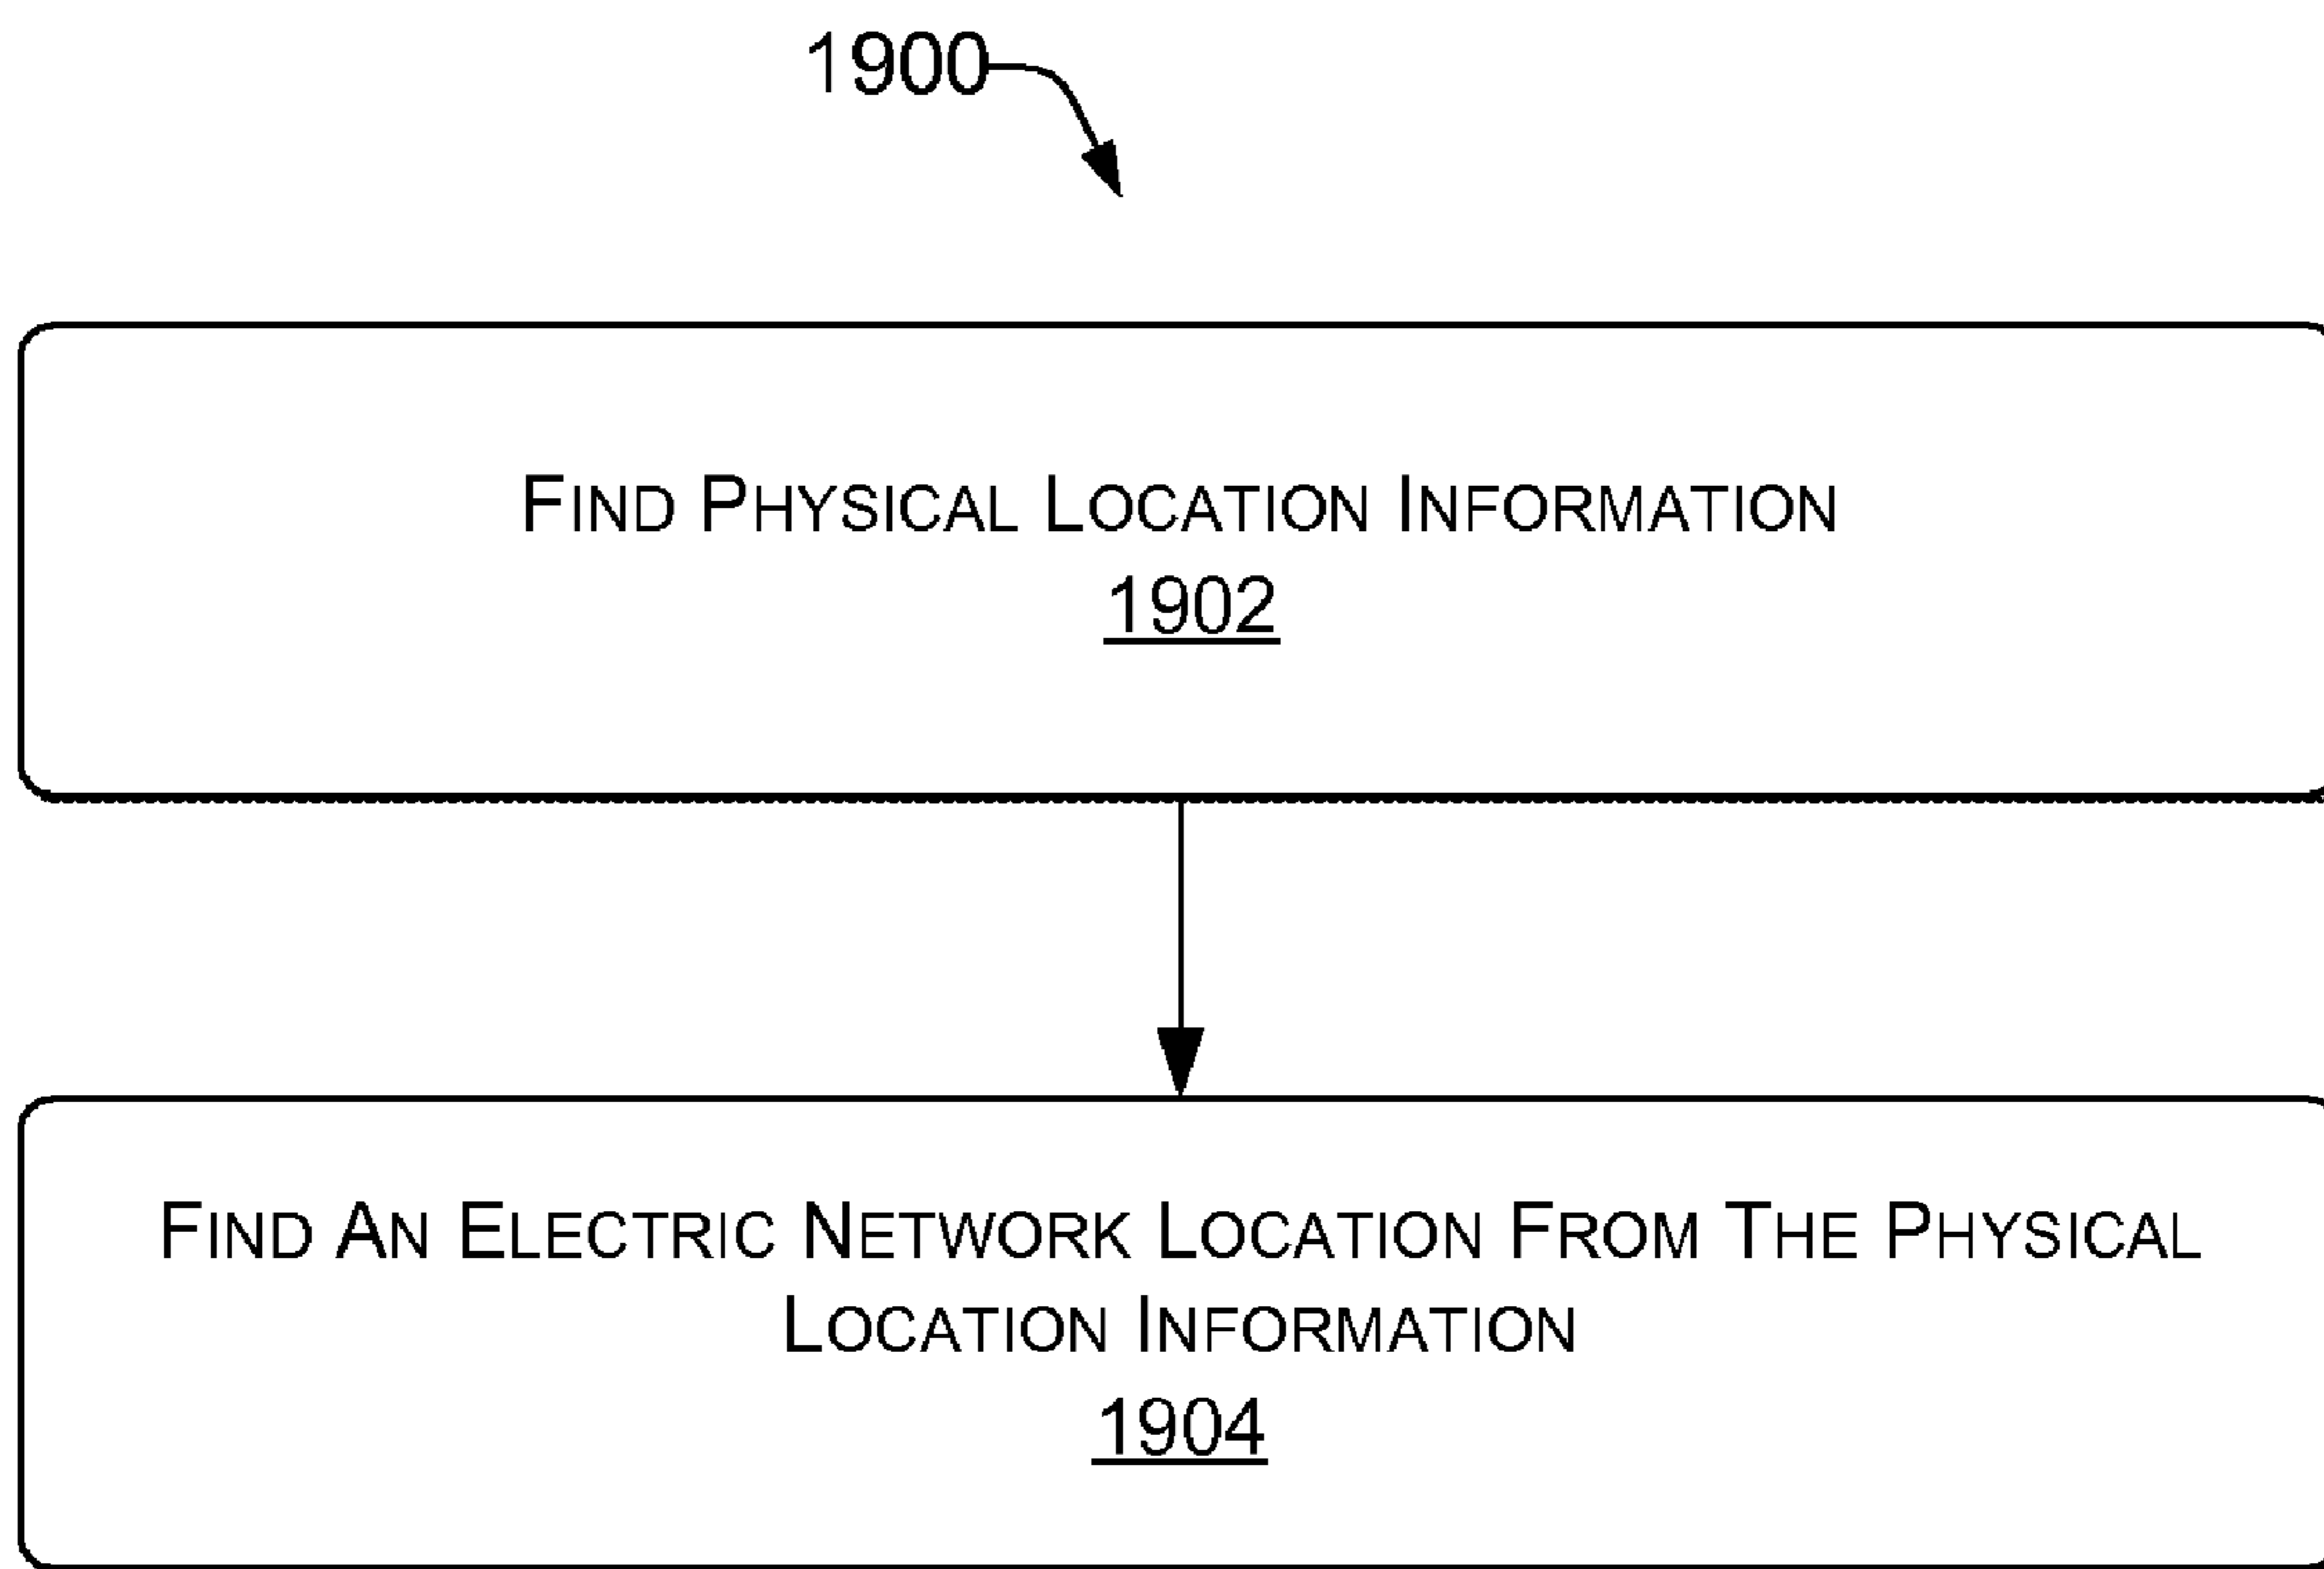 1900
FIND PHYSICAL LOCATION INFORMATION
1902
FIND AN ELECTRIC NETWORK LOCATION FROM THE PHYSICAL
LOCATION INFORMATION
1904